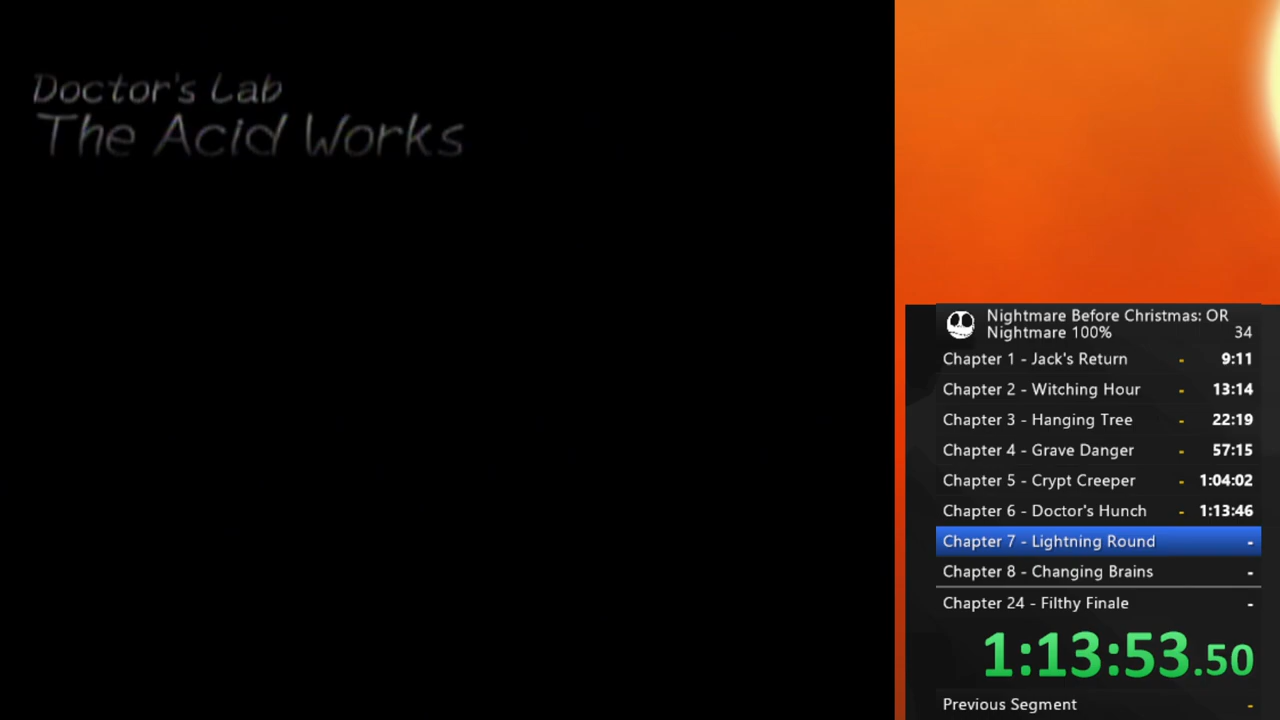 Doctor's Lab
The Acid Works
Nightmare Before Christmas: OR
Nightmare 100% 34
Chapter 1 - Jack's Return - 9:11
Chapter 2 - Witching Hour - 13:14
Chapter 3 - Hanging Tree - 22:19
Chapter 4 - Grave Danger - 57:15
Chapter 5 - Crypt Creeper - 1:04:02
Chapter 6 - Doctor's Hunch - 1:13:46
Chapter 7 - Lightning Round -
Chapter 8 - Changing Brains -
Chapter 24 - Filthy Finale -
1:13:53.50
Previous Segment -